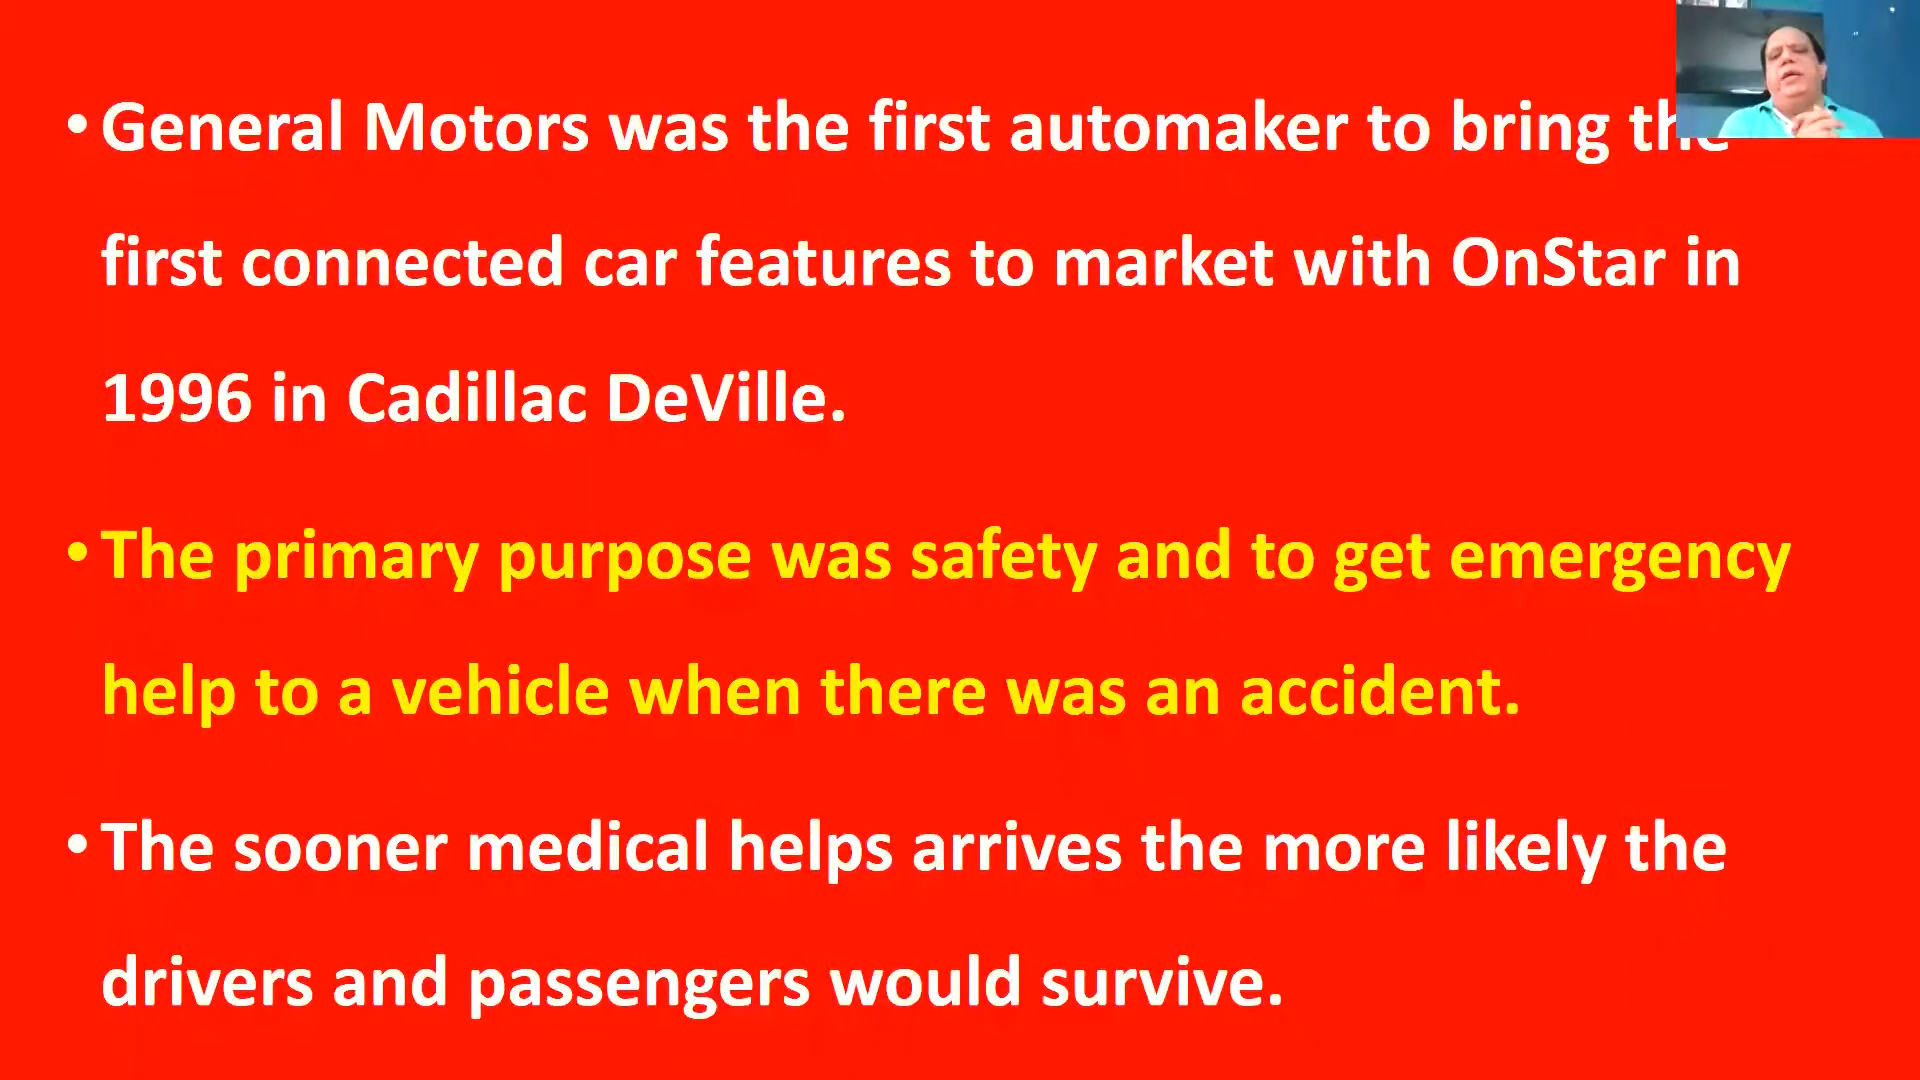 • General Motors was the first automaker to bring the
first connected car features to market with OnStar in
1996 in Cadillac DeVille.
• The primary purpose was safety and to get emergency
help to a vehicle when there was an accident.
• The sooner medical helps arrives the more likely the
drivers and passengers would survive.